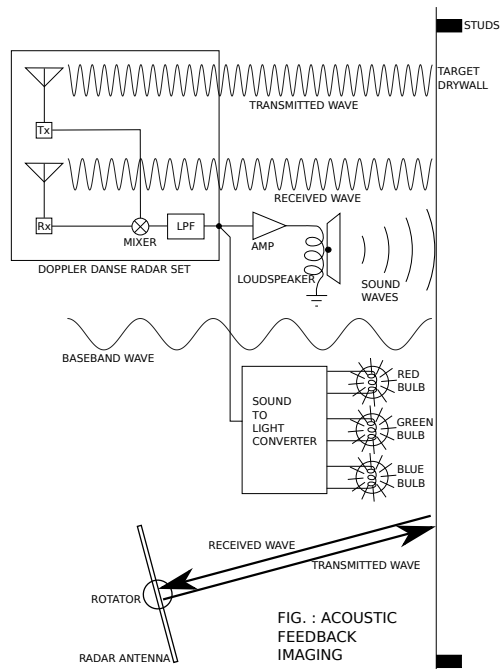 STUDS
TARGET
DRYWALL
TRANSMITTED WAVE
Tx
RECEIVED WAVE
Rx
MIXER
LPF
AMP
DOPPLER DANSE RADAR SET
LOUDSPEAKER
SOUND
WAVES
BASEBAND WAVE
SOUND
TO
LIGHT
CONVERTER
RED
BULB
GREEN
BULB
BLUE
BULB
RECEIVED WAVE
TRANSMITTED WAVE
ROTATOR
RADAR ANTENNA
FIG. : ACOUSTIC
FEEDBACK
IMAGING